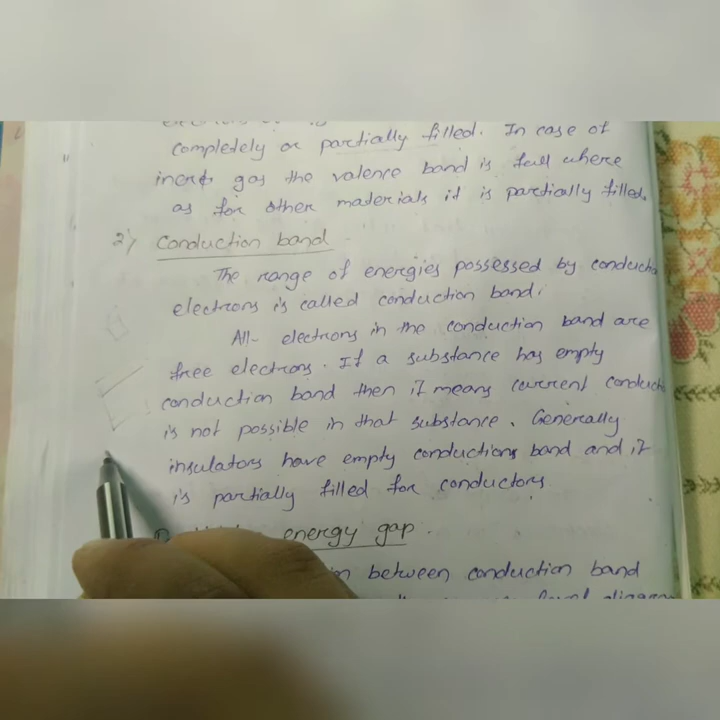 completely or partially filled. In case of
inert gas the valence band is full where
as for other materials it is partially filled.
2) Conduction band
The range of energies possessed by conducti
electrons is called conduction band.
All electrons in the conduction band are
free electrons. If a substance has empty
conduction band then it means current conducti
is not possible in that substance. Generally
insulators have empty conductions band and it
is partially filled for conductors
energy gap.
between conduction band